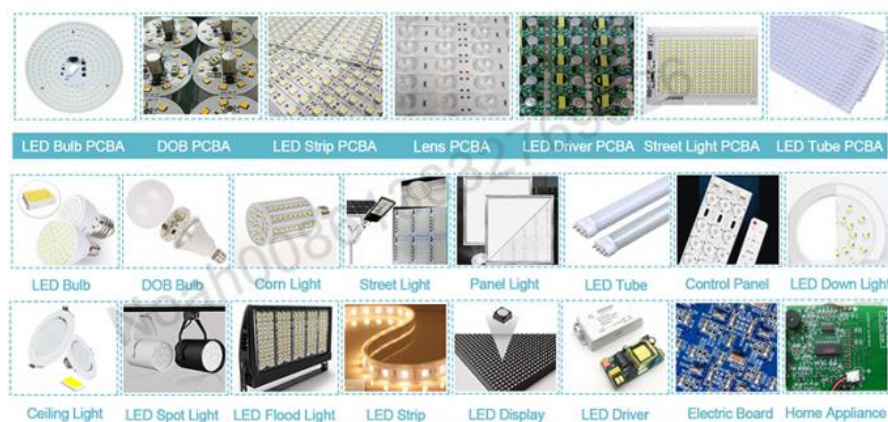 LED Bulb PCBA DOB PCBA LED Strip PCBA Lens PCBA LED Driver PCBA Street Light PCBA LED Tube PCBA
LED Bulb DOB Bulb Corn Light Street Light Panel Light LED Tube Control Panel LED Down Light
Ceiling Light LED Spot Light LED Flood Light LED Strip LED Display LED Driver Electric Board Home Appliance